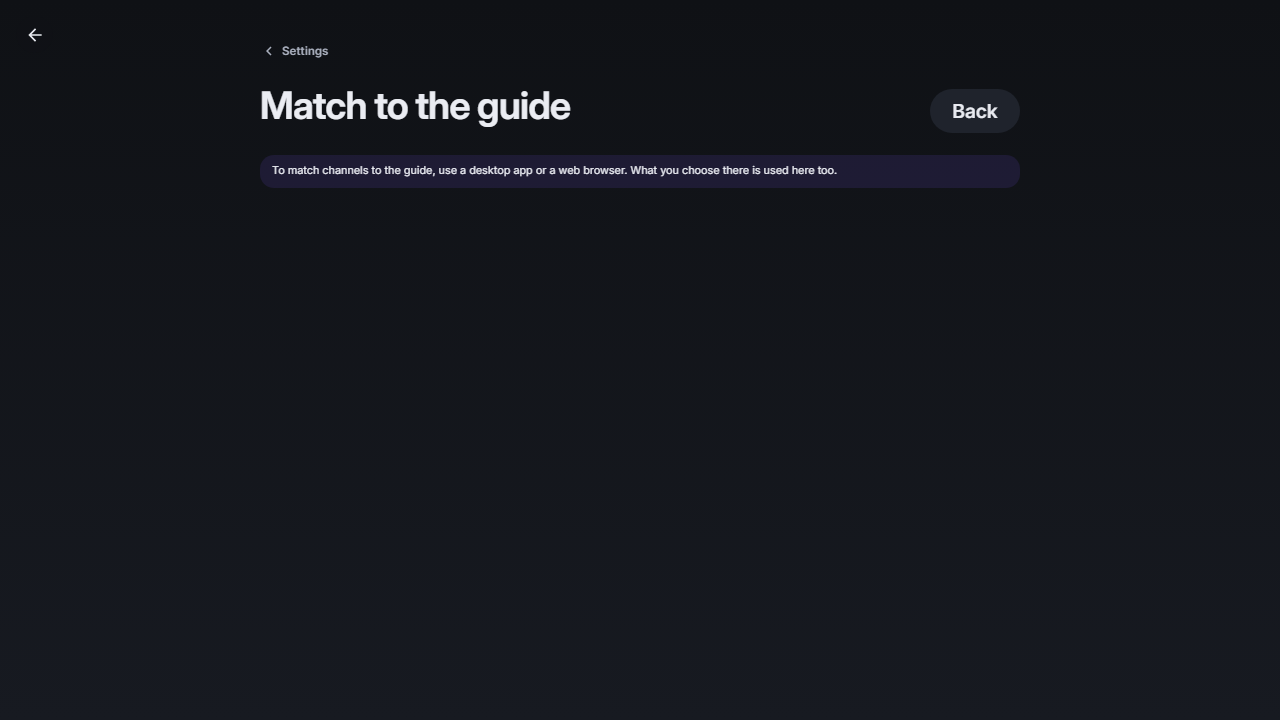 Settings
Match to the guide
Back
To match channels to the guide, use a desktop app or a web browser. What you choose there is used here too.